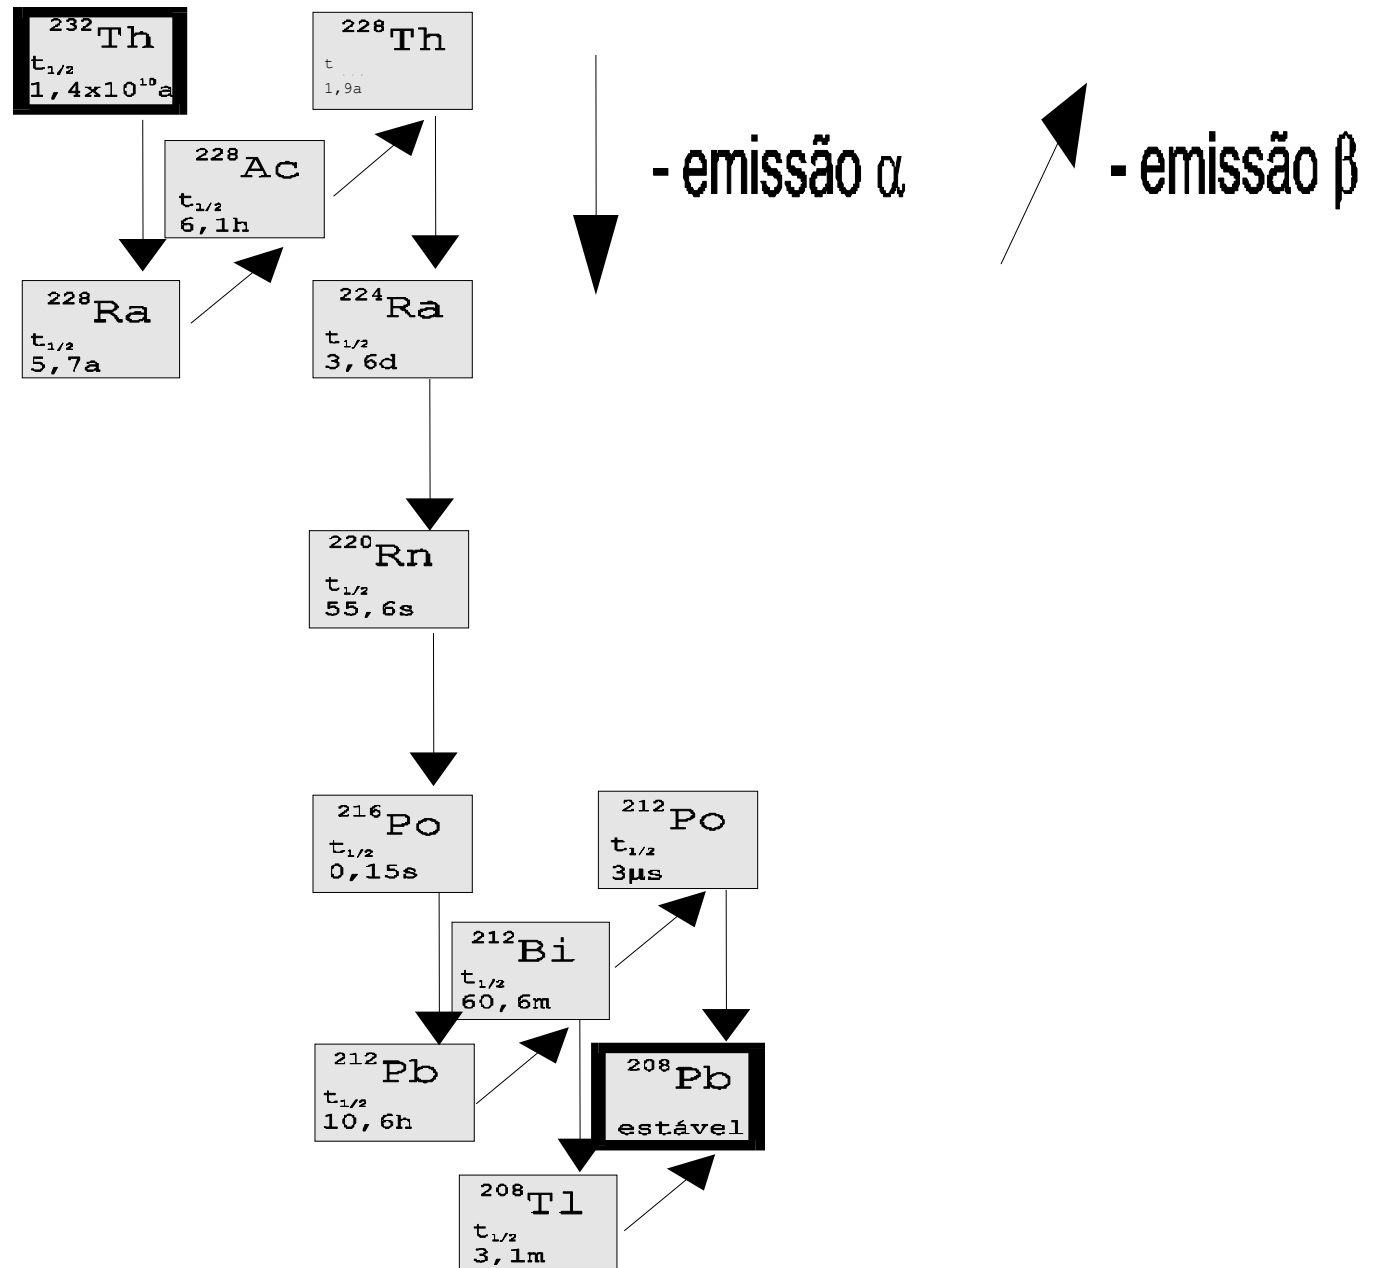 ²³²Th
t₁/₂
1,4x10¹⁰a
²²⁸Th
t
1,9a
- emissão α
- emissão β
²²⁸Ac
t₁/₂
6,1h
²²⁸Ra
t₁/₂
5,7a
²²⁴Ra
t₁/₂
3,6d
²²⁰Rn
t₁/₂
55,6s
²¹⁶Po
t₁/₂
0,15s
²¹²Po
t₁/₂
3µs
²¹²Bi
t₁/₂
60,6m
²¹²Pb
t₁/₂
10,6h
²⁰⁸Pb
estável
²⁰⁸Tl
t₁/₂
3,1m